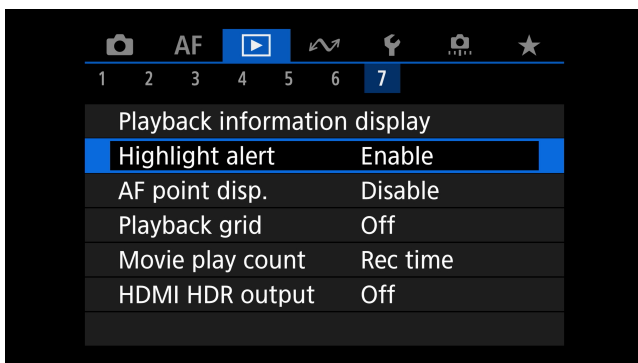 AF
1 2 3 4 5 6 7
Playback information display
Highlight alert Enable
AF point disp. Disable
Playback grid Off
Movie play count Rec time
HDMI HDR output Off